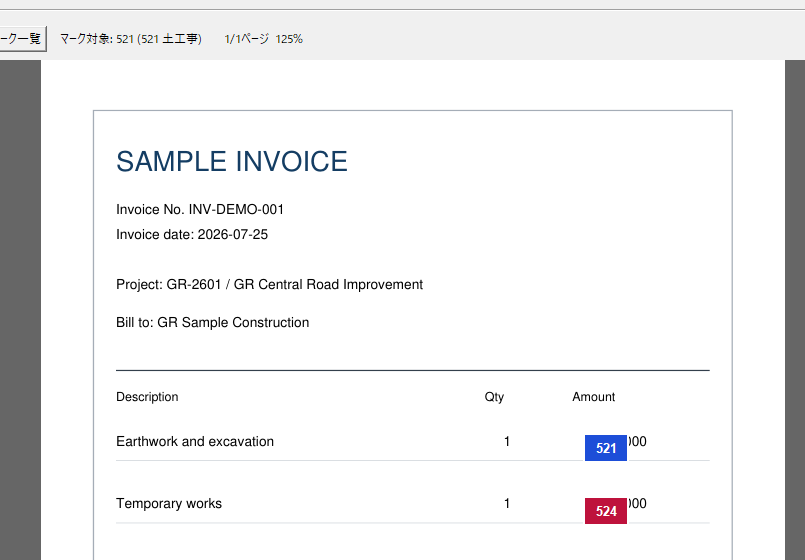 ーク一覧 マーク対象: 521 (521 土工事) 1/1ページ 125%
SAMPLE INVOICE
Invoice No. INV-DEMO-001
Invoice date: 2026-07-25
Project: GR-2601 / GR Central Road Improvement
Bill to: GR Sample Construction
Description Qty Amount
Earthwork and excavation 1 521 000
Temporary works 1 524 000